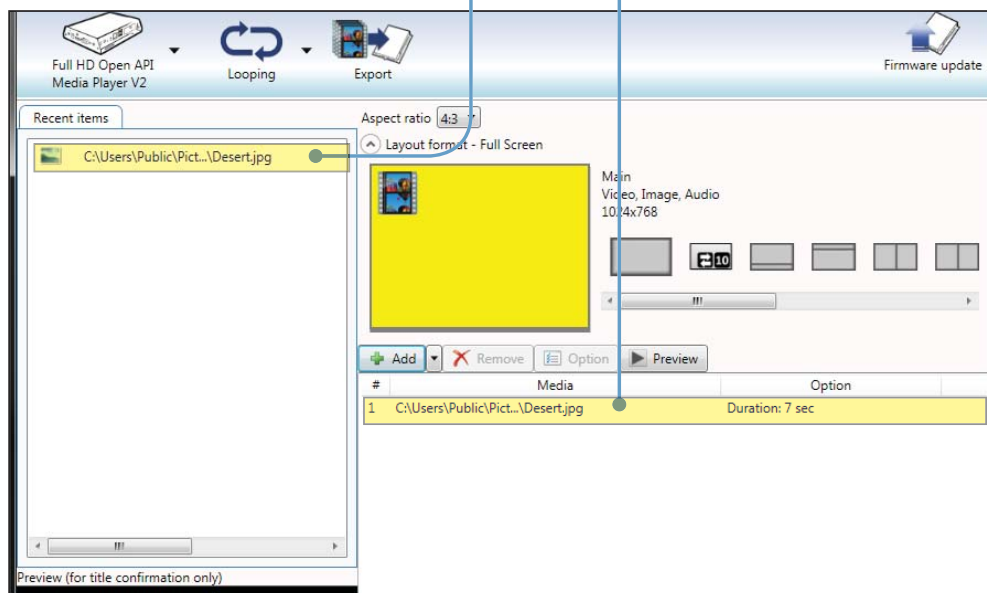 Full HD Open API
Media Player V2
Looping
Export
Firmware update
Recent items
C:\Users\Public\Pict...\Desert.jpg
Aspect ratio 4:3
Layout format - Full Screen
Main
Video, Image, Audio
1024x768
10
Add
Remove
Option
Preview
# Media Option
1 C:\Users\Public\Pict...\Desert.jpg Duration: 7 sec
Preview (for title confirmation only)